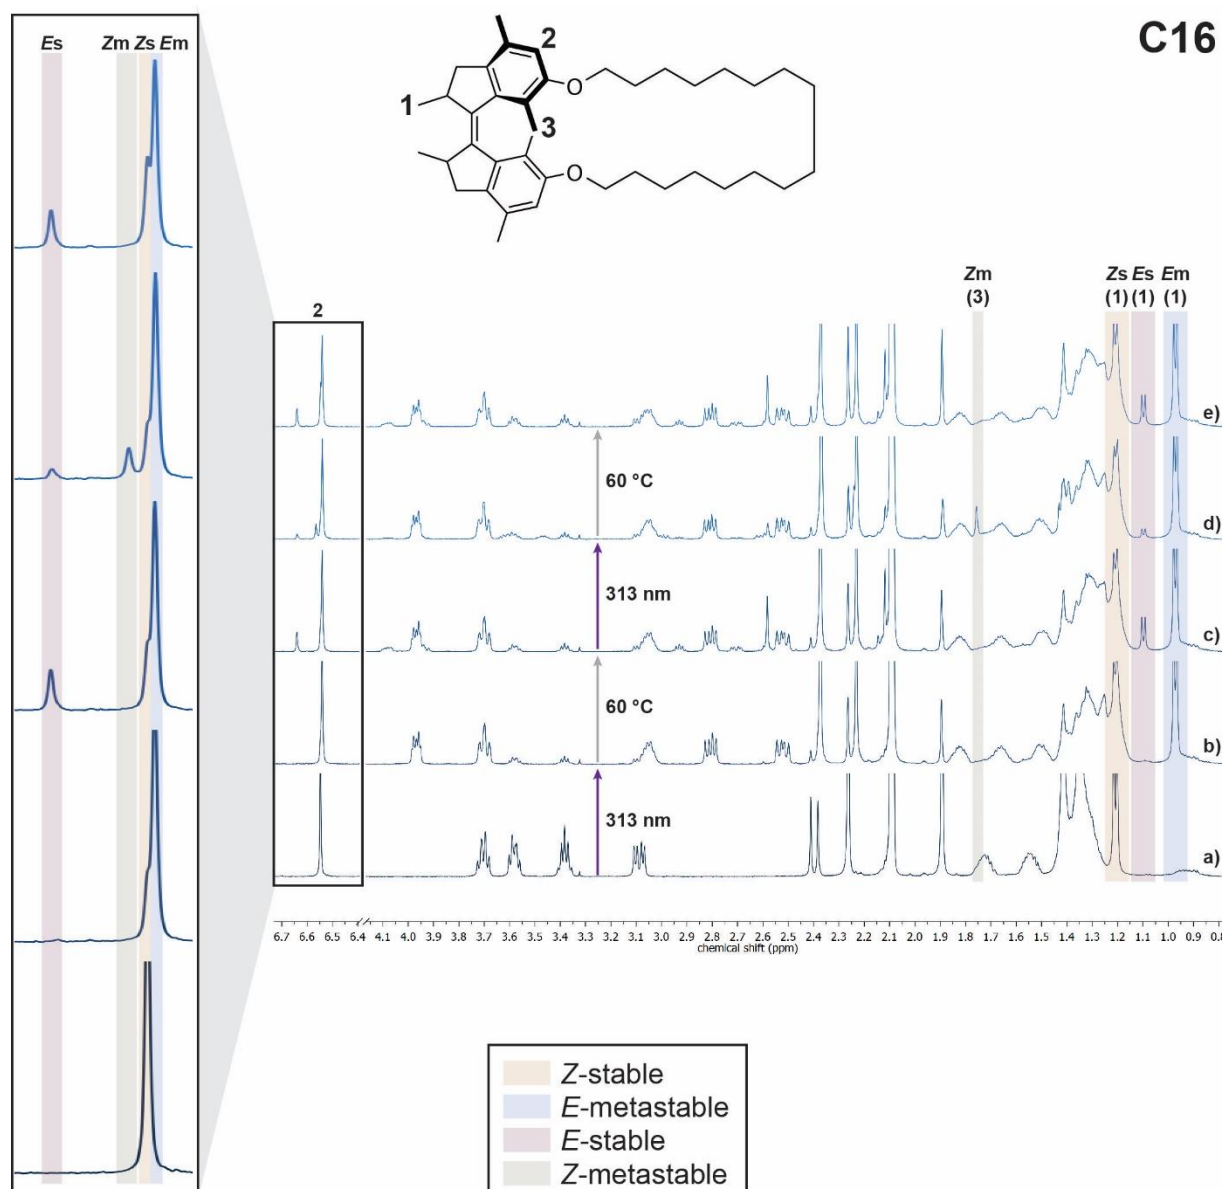 C16
Es Zm Zs Em
2
1
3
O
O
Zm Zs Es Em
(3) (1) (1) (1)
2
e)
60 °C
d)
313 nm
c)
60 °C
b)
313 nm
a)
6.7 6.6 6.5 6.4 4.1 4.0 3.9 3.8 3.7 3.6 3.5 3.4 3.3 3.2 3.1 3.0 2.9 2.8 2.7 2.6 2.5 2.4 2.3 2.2 2.1 2.0 1.9 1.8 1.7 1.6 1.5 1.4 1.3 1.2 1.1 1.0 0.9 0.8
chemical shift (ppm)
Z-stable
E-metastable
E-stable
Z-metastable